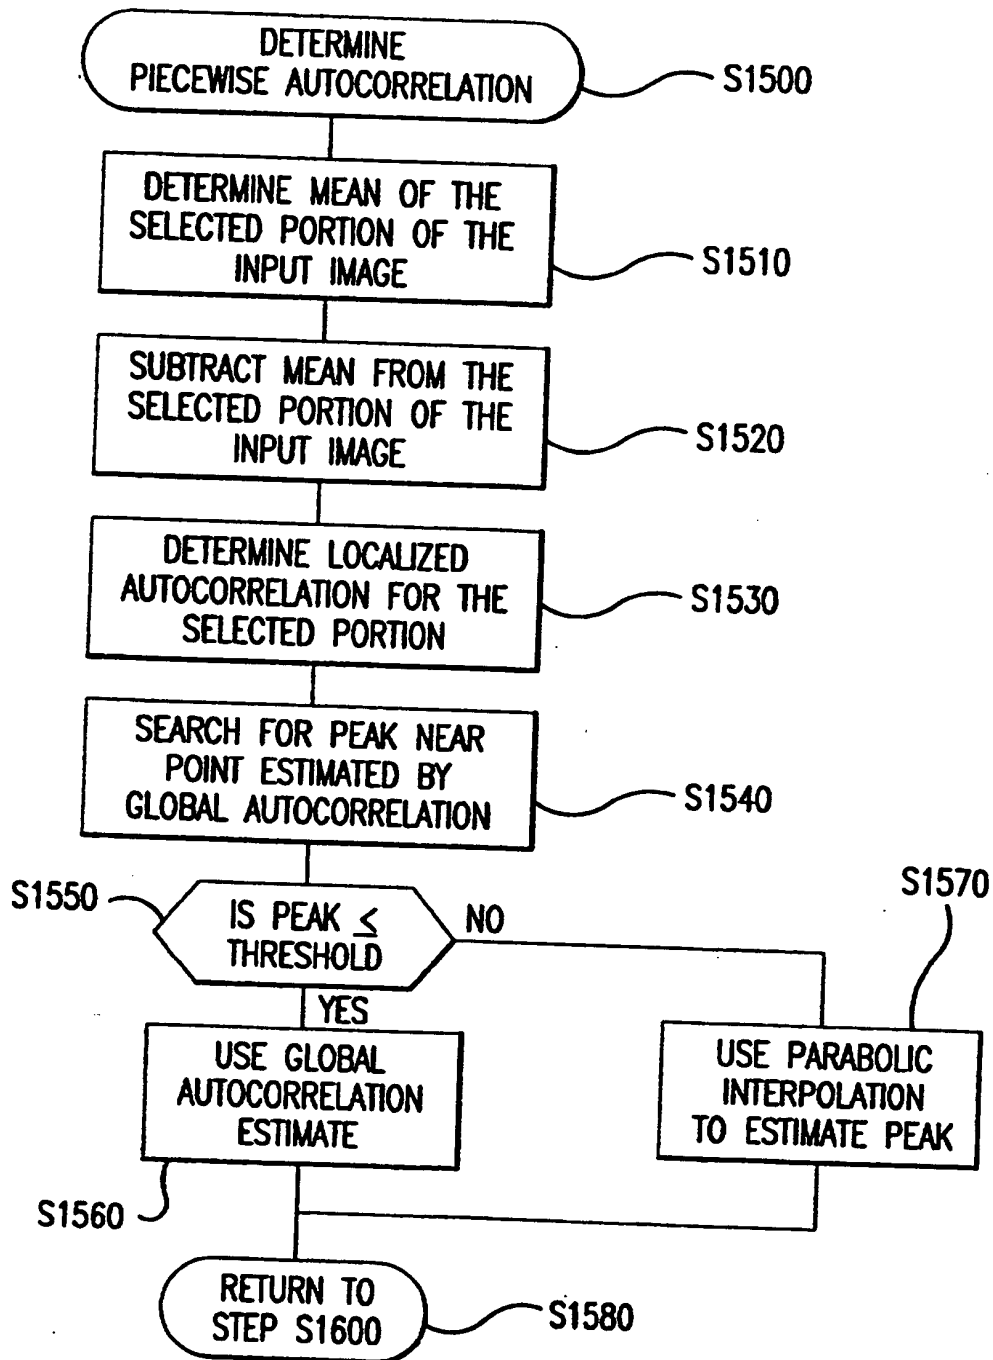 DETERMINE
PIECEWISE AUTOCORRELATION
S1500
DETERMINE MEAN OF THE
SELECTED PORTION OF THE
INPUT IMAGE
S1510
SUBTRACT MEAN FROM THE
SELECTED PORTION OF THE
INPUT IMAGE
S1520
DETERMINE LOCALIZED
AUTOCORRELATION FOR THE
SELECTED PORTION
S1530
SEARCH FOR PEAK NEAR
POINT ESTIMATED BY
GLOBAL AUTOCORRELATION
S1540
S1550
IS PEAK ≤
THRESHOLD
NO
S1570
YES
USE GLOBAL
AUTOCORRELATION
ESTIMATE
S1560
USE PARABOLIC
INTERPOLATION
TO ESTIMATE PEAK
RETURN TO
STEP S1600
S1580